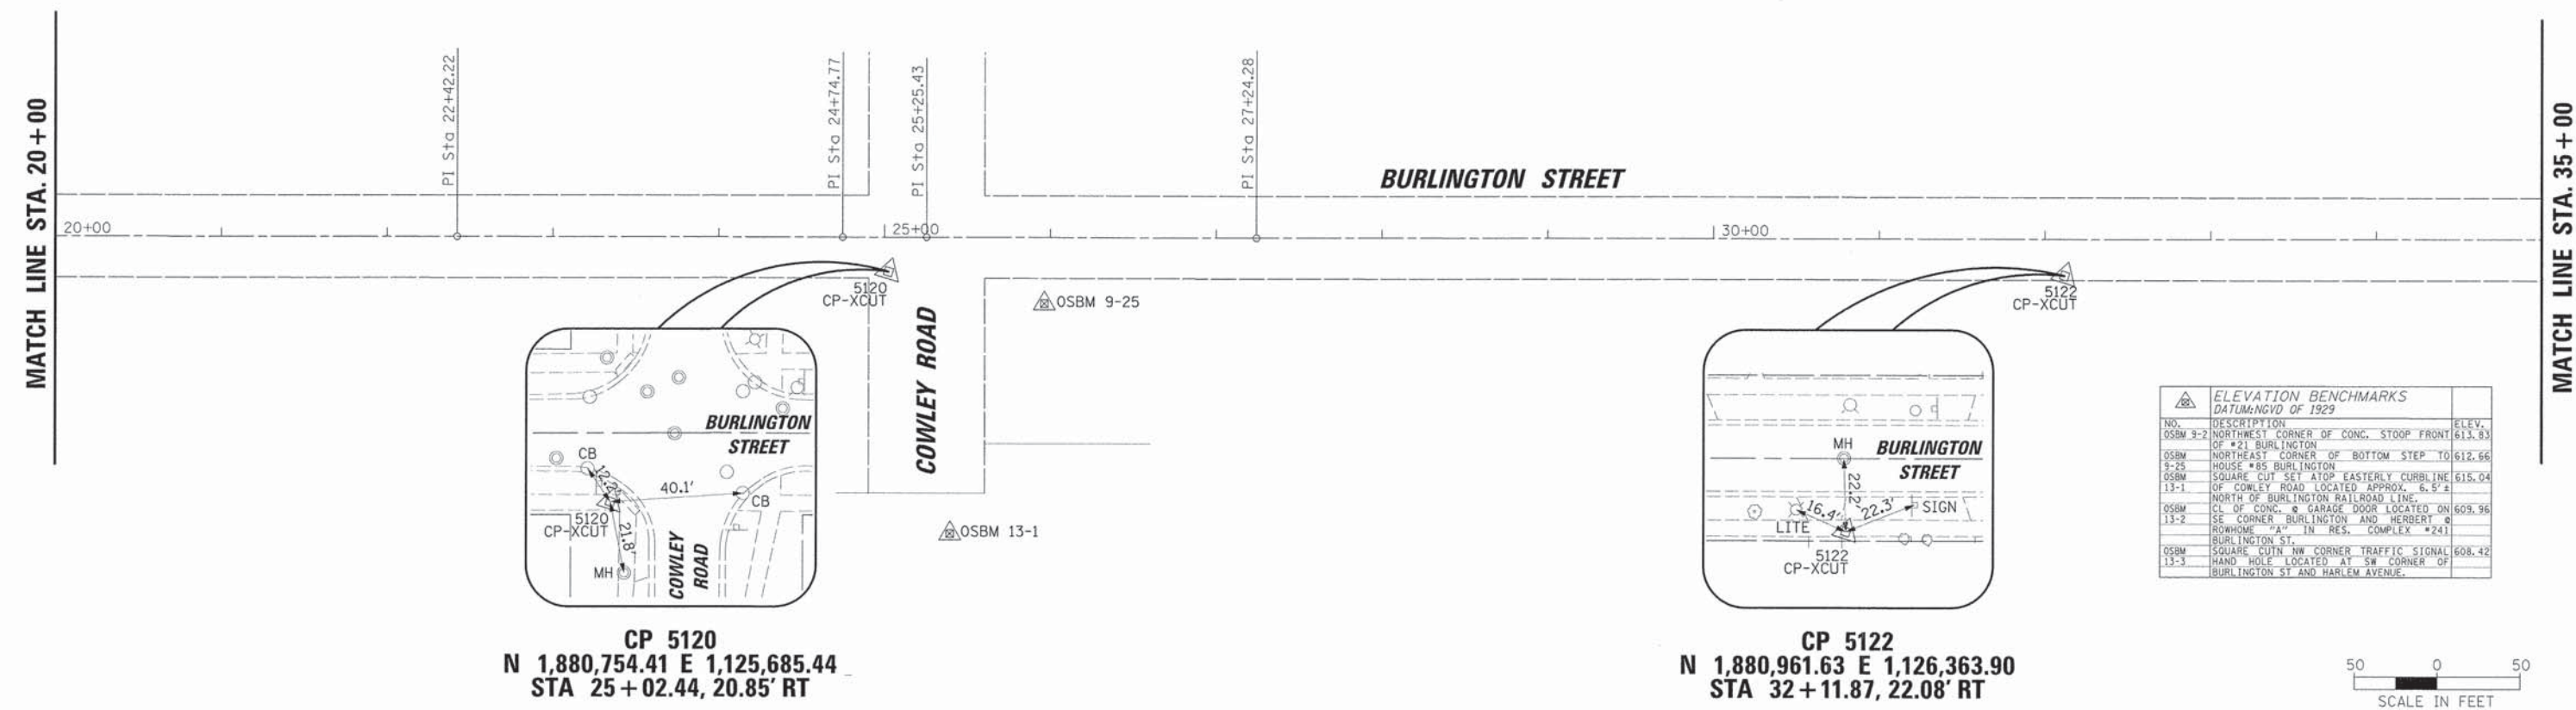 MATCH LINE STA. 20+00
PI Sta 22+42.22
PI Sta 24+74.77
PI Sta 25+25.43
PI Sta 27+24.28
BURLINGTON STREET
MATCH LINE STA. 35+00
20+00
25+00
30+00
5120
CP-XCUT
OSBM 9-25
5122
CP-XCUT
COWLEY ROAD
OSBM 13-1
BURLINGTON
STREET
CB
12.2'
40.1'
CB
5120
CP-XCUT
21.8'
MH
COWLEY
ROAD
CP 5120
N 1,880,754.41 E 1,125,685.44
STA 25+02.44, 20.85' RT
MH
BURLINGTON
STREET
22.2'
16.4'
22.3'
SIGN
LITE
5122
CP-XCUT
CP 5122
N 1,880,961.63 E 1,126,363.90
STA 32+11.87, 22.08' RT
ELEVATION BENCHMARKS
DATUM:NGVD OF 1929
NO. DESCRIPTION ELEV.
OSBM 9-2 NORTHWEST CORNER OF CONC. STOOP FRONT 613.83
OF #21 BURLINGTON
OSBM NORTHEAST CORNER OF BOTTOM STEP TO 612.66
9-25 HOUSE #85 BURLINGTON
OSBM SQUARE CUT SET ATOP EASTERLY CURBLINE 615.04
13-1 OF COWLEY ROAD LOCATED APPROX. 6.5'±
NORTH OF BURLINGTON RAILROAD LINE.
OSBM CL OF CONC. @ GARAGE DOOR LOCATED ON 609.96
13-2 SE CORNER BURLINGTON AND HERBERT @
ROWHOME "A" IN RES. COMPLEX #241
BURLINGTON ST.
OSBM SQUARE CUTN NW CORNER TRAFFIC SIGNAL 608.42
13-3 HAND HOLE LOCATED AT SW CORNER OF
BURLINGTON ST AND HARLEM AVENUE.
50 0 50
SCALE IN FEET